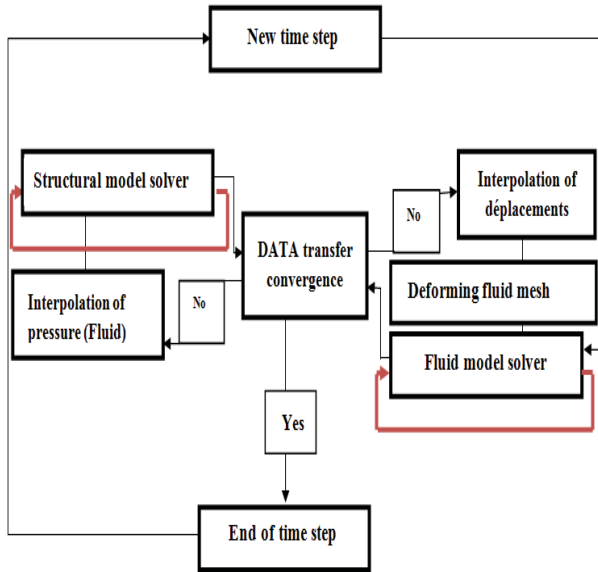 New time step
Structural model solver
Interpolation of
déplacements
No
DATA transfer
convergence
Interpolation of
pressure (Fluid)
No
Deforming fluid mesh
Fluid model solver
Yes
End of time step